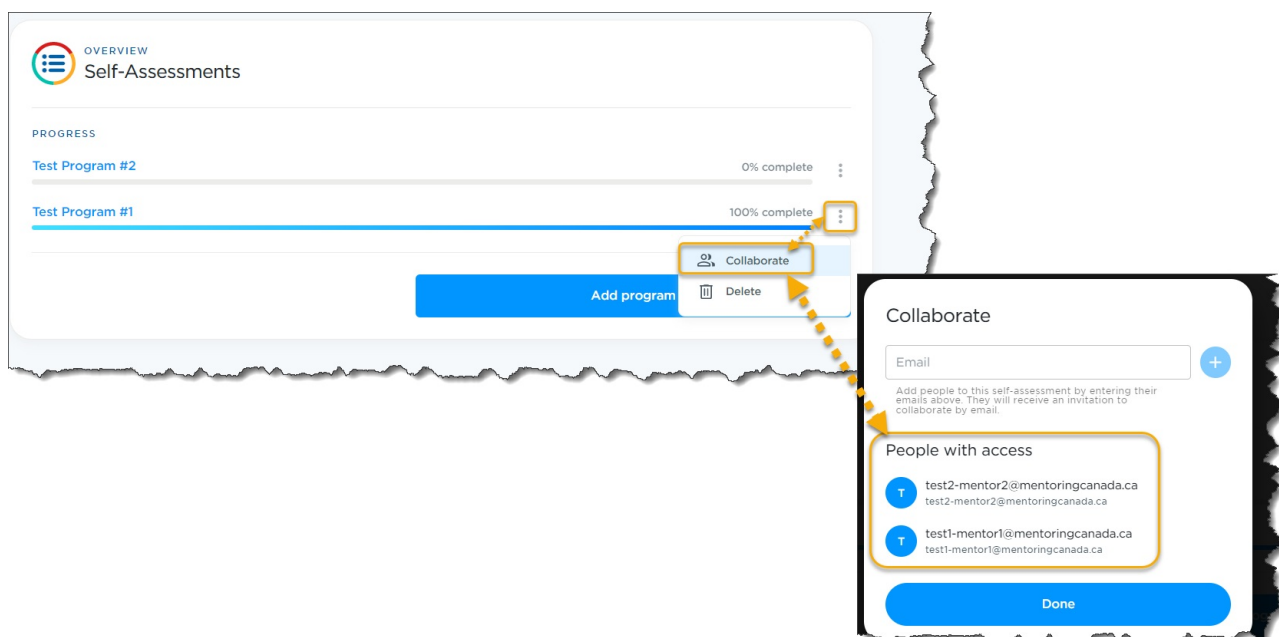 OVERVIEW
Self-Assessments
PROGRESS
Test Program #2
0% complete
Test Program #1
100% complete
Collaborate
Delete
Add program
Collaborate
Email
Add people to this self-assessment by entering their
emails above. They will receive an invitation to
collaborate by email.
People with access
T
test2-mentor2@mentoringcanada.ca
test2-mentor2@mentoringcanada.ca
T
test1-mentor1@mentoringcanada.ca
test1-mentor1@mentoringcanada.ca
Done